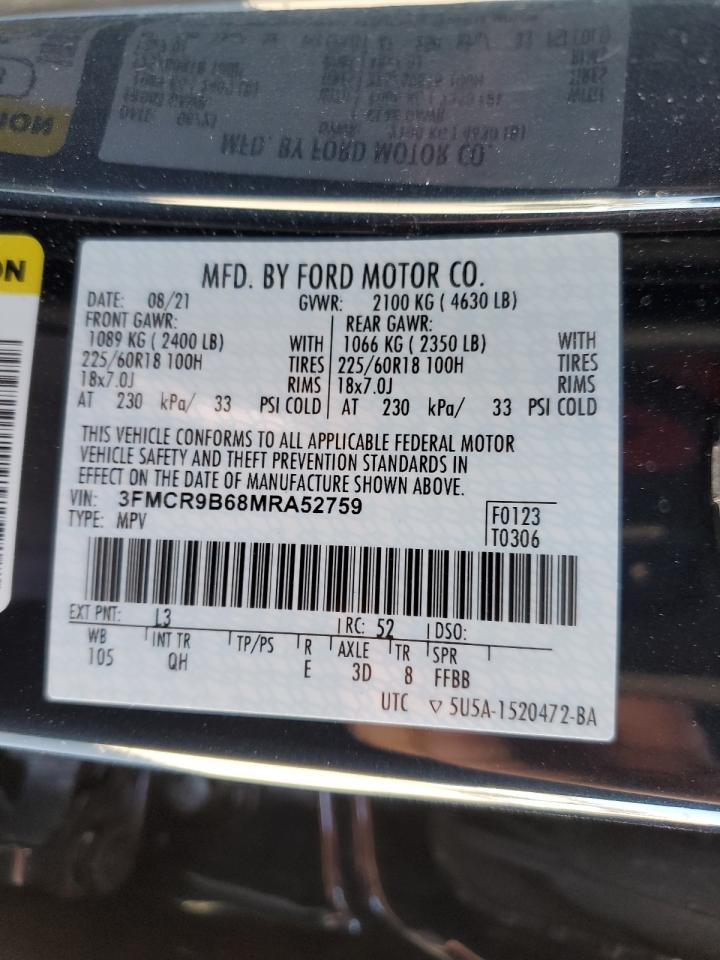 MFD. BY FORD MOTOR CO.
DATE: 08/21 GVWR: 2100 KG ( 4630 LB)
FRONT GAWR: REAR GAWR:
1089 KG ( 2400 LB) WITH 1066 KG ( 2350 LB) WITH
225/60R18 100H TIRES 225/60R18 100H TIRES
18x7.0J RIMS 18x7.0J RIMS
AT 230 kPa/ 33 PSI COLD AT 230 kPa/ 33 PSI COLD
THIS VEHICLE CONFORMS TO ALL APPLICABLE FEDERAL MOTOR
VEHICLE SAFETY AND THEFT PREVENTION STANDARDS IN
EFFECT ON THE DATE OF MANUFACTURE SHOWN ABOVE.
VIN: 3FMCR9B68MRA52759 F0123
TYPE: MPV T0306
EXT PNT: L3 RC: 52 DSO:
WB INT TR TP/PS R AXLE TR SPR
105 QH E 3D 8 FFBB
UTC ▽ 5U5A-1520472-BA